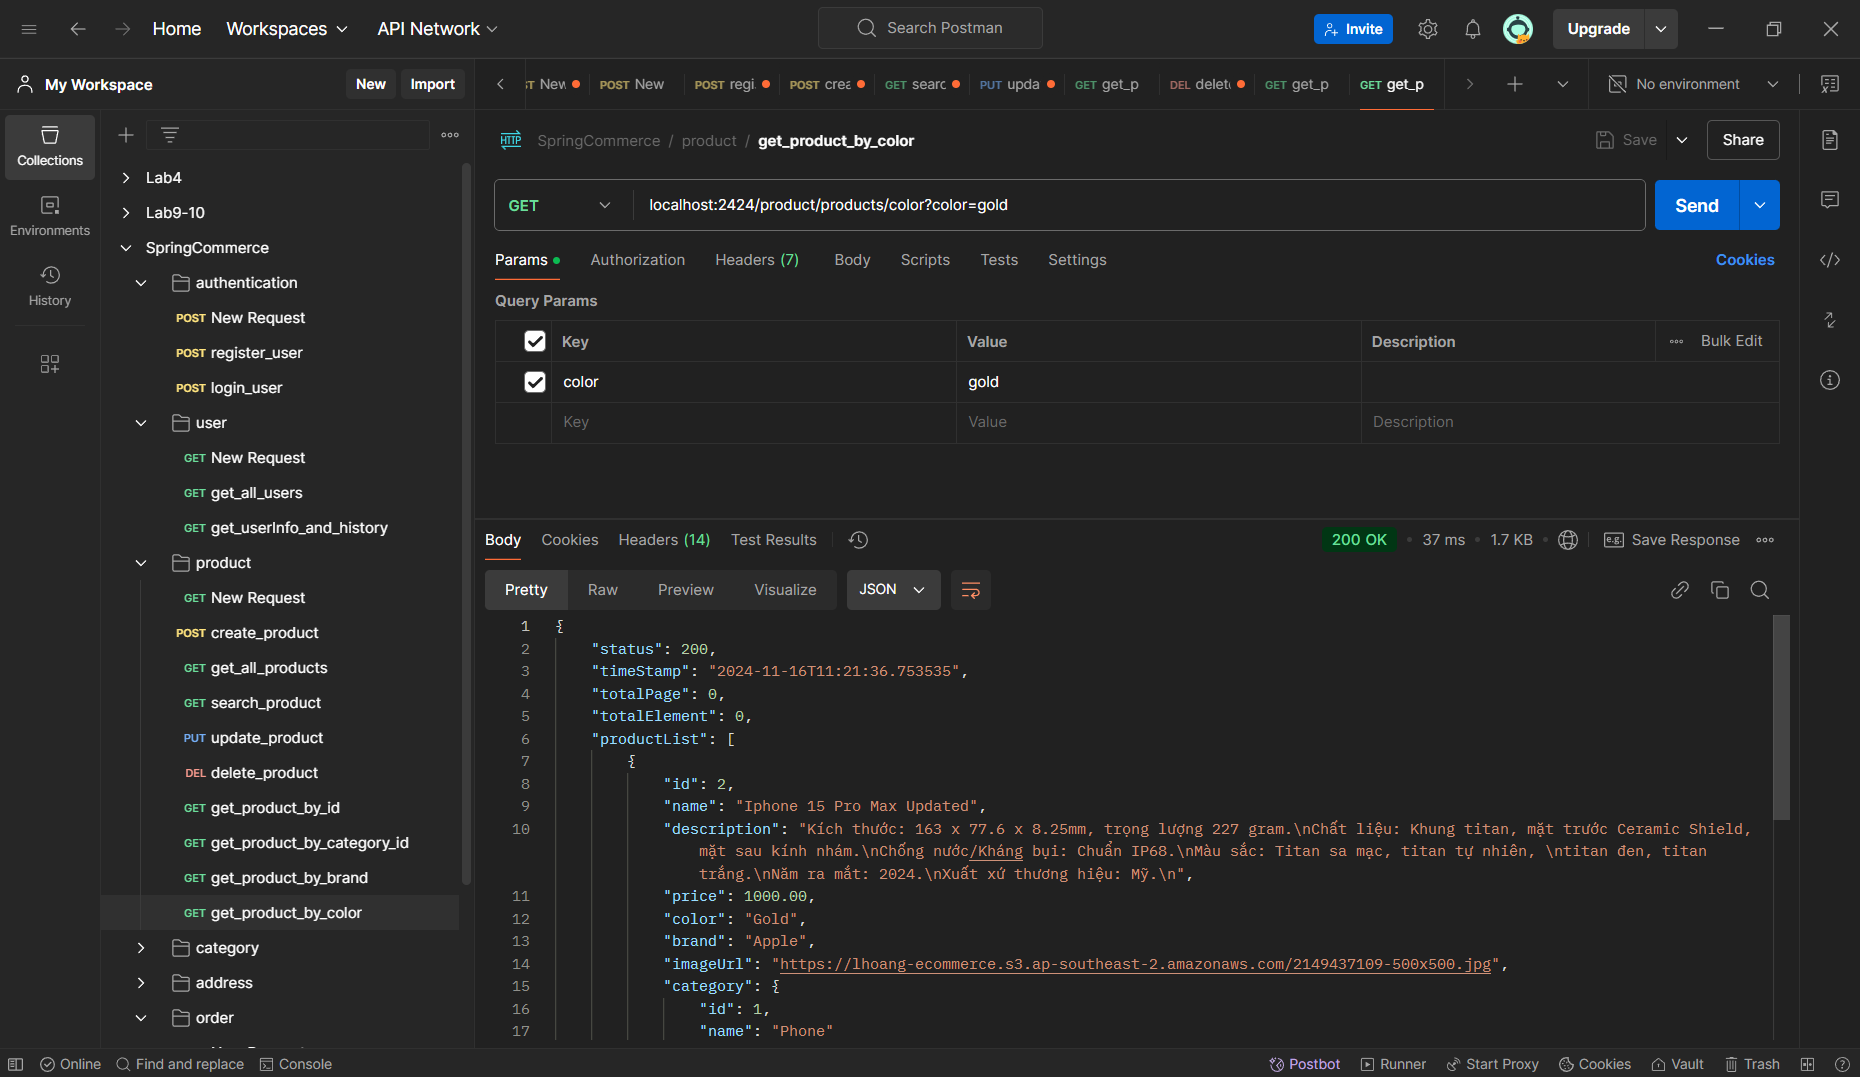 Home Workspaces API Network Search Postman Invite Upgrade
My Workspace New Import
New POST New POST regi POST crea GET searc PUT upda GET get_p DEL delet GET get_p GET get_p No environment
Collections
Environments
History
Lab4
Lab9-10
SpringCommerce
authentication
POST New Request
POST register_user
POST login_user
user
GET New Request
GET get_all_users
GET get_userInfo_and_history
product
GET New Request
POST create_product
GET get_all_products
GET search_product
PUT update_product
DEL delete_product
GET get_product_by_id
GET get_product_by_category_id
GET get_product_by_brand
GET get_product_by_color
category
address
order
HTTP SpringCommerce / product / get_product_by_color Save Share
GET localhost:2424/product/products/color?color=gold Send
Params Authorization Headers (7) Body Scripts Tests Settings Cookies
Query Params
Key Value Description Bulk Edit
color gold
Key Value Description
Body Cookies Headers (14) Test Results 200 OK 37 ms 1.7 KB e.g. Save Response
Pretty Raw Preview Visualize JSON
1 {
2 "status": 200,
3 "timeStamp": "2024-11-16T11:21:36.753535",
4 "totalPage": 0,
5 "totalElement": 0,
6 "productList": [
7 {
8 "id": 2,
9 "name": "Iphone 15 Pro Max Updated",
10 "description": "Kích thước: 163 x 77.6 x 8.25mm, trọng lượng 227 gram.\nChất liệu: Khung titan, mặt trước Ceramic Shield,
mặt sau kính nhám.\nChống nước/Kháng bụi: Chuẩn IP68.\nMàu sắc: Titan sa mạc, titan tự nhiên, \ntitan đen, titan
trắng.\nNăm ra mắt: 2024.\nXuất xứ thương hiệu: Mỹ.\n",
11 "price": 1000.00,
12 "color": "Gold",
13 "brand": "Apple",
14 "imageUrl": "https://lhoang-ecommerce.s3.ap-southeast-2.amazonaws.com/2149437109-500x500.jpg",
15 "category": {
16 "id": 1,
17 "name": "Phone"
Online Find and replace Console Postbot Runner Start Proxy Cookies Vault Trash